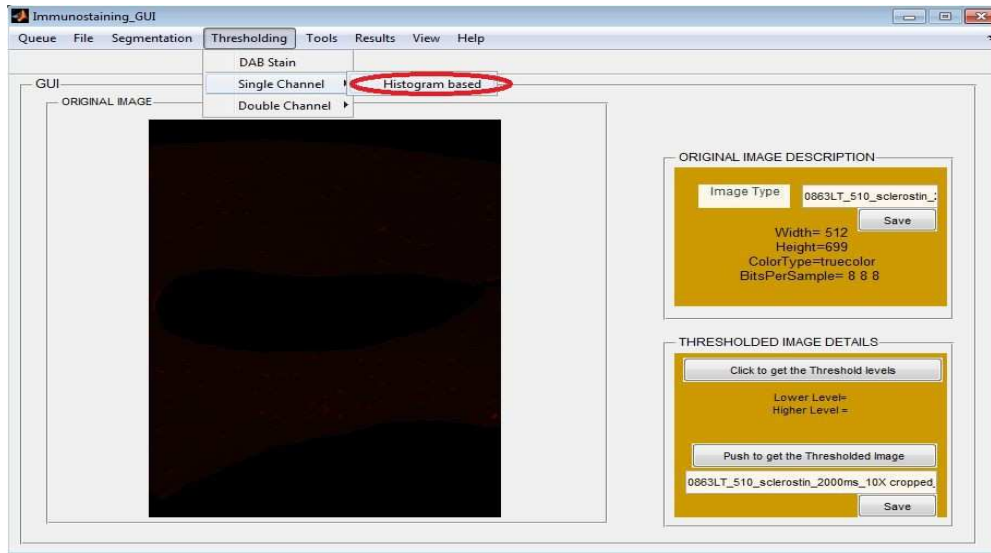 Immunostaining_GUI
Queue File Segmentation Thresholding Tools Results View Help
DAB Stain
Single Channel
Histogram based
Double Channel
GUI
ORIGINAL IMAGE
ORIGINAL IMAGE DESCRIPTION
Image Type
0863LT_510_sclerostin_
Save
Width= 512
Height=699
ColorType=truecolor
BitsPerSample= 8 8 8
THRESHOLDED IMAGE DETAILS
Click to get the Threshold levels
Lower Level=
Higher Level =
Push to get the Thresholded Image
0863LT_510_sclerostin_2000ms_10X cropped_
Save